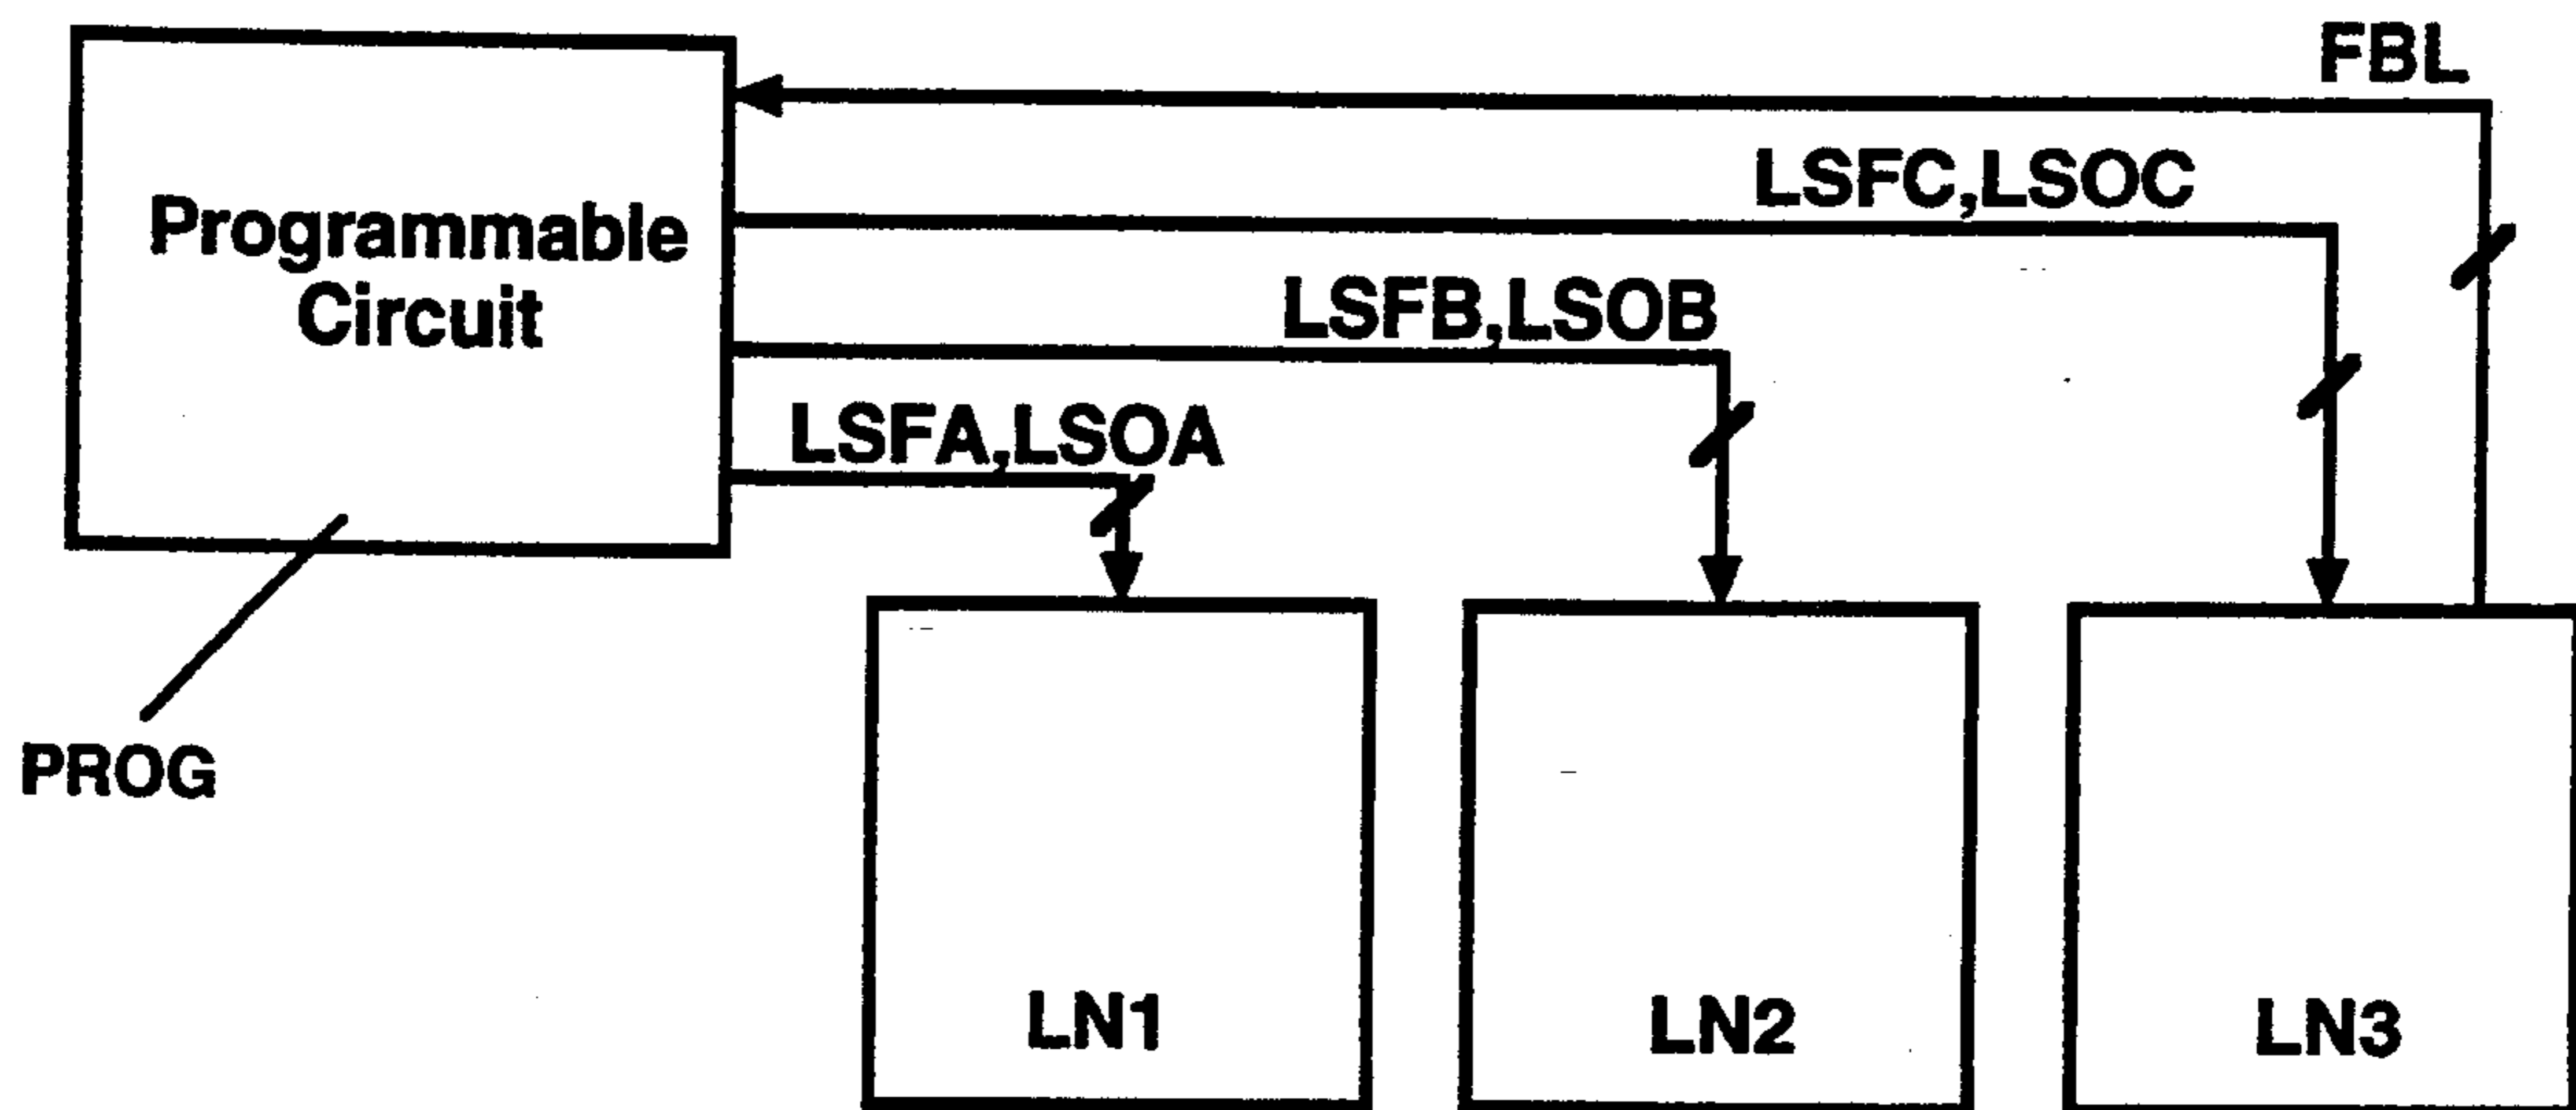 FBL
LSFC,LSOC
Programmable
Circuit
LSFB,LSOB
LSFA,LSOA
PROG
LN1
LN2
LN3